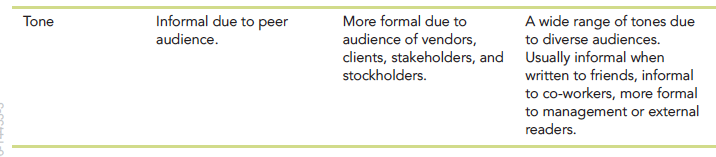 Tone
Informal due to peer
audience.
More formal due to
audience of vendors,
clients, stakeholders, and
stockholders.
A wide range of tones due
to diverse audiences.
Usually informal when
written to friends, informal
to co-workers, more formal
to management or external
readers.